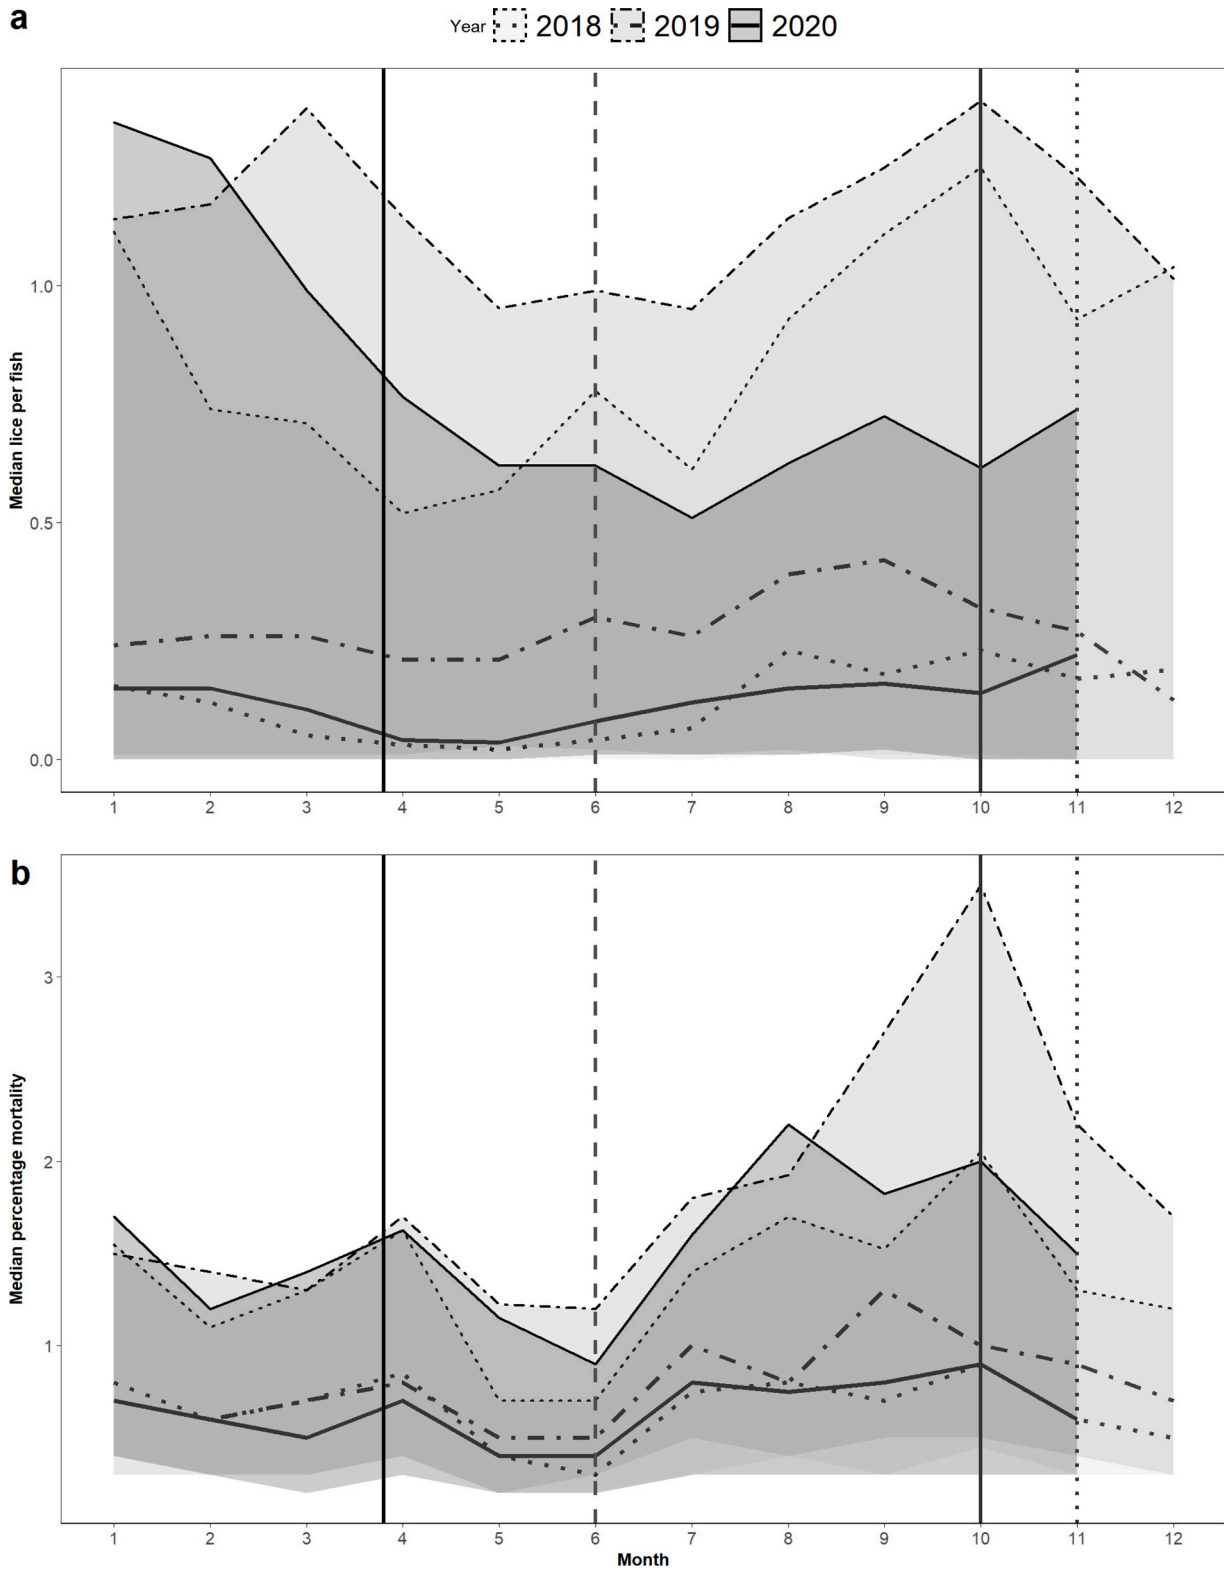 a
Year 2018 2019 2020
Median lice per fish
1.0
0.5
0.0
1 2 3 4 5 6 7 8 9 10 11 12
b
Median percentage mortality
3
2
1
1 2 3 4 5 6 7 8 9 10 11 12
Month